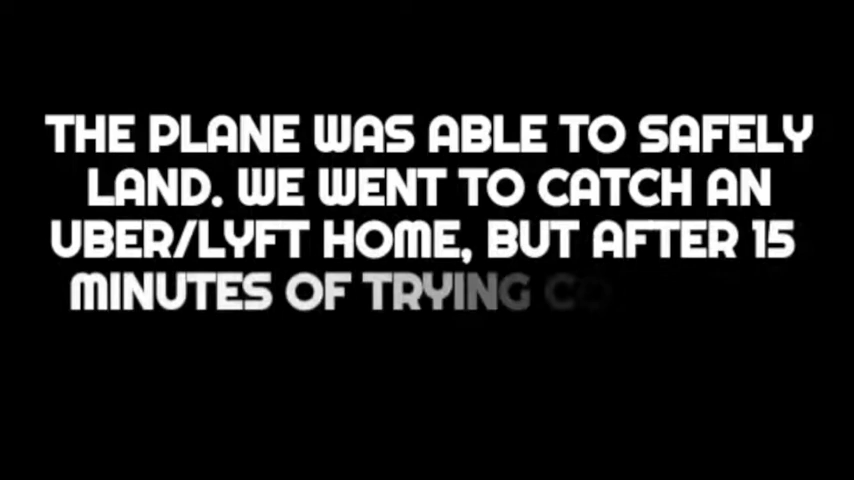 THE PLANE WAS ABLE TO SAFELY
LAND. WE WENT TO CATCH AN
UBER/LYFT HOME, BUT AFTER 15
MINUTES OF TRYING